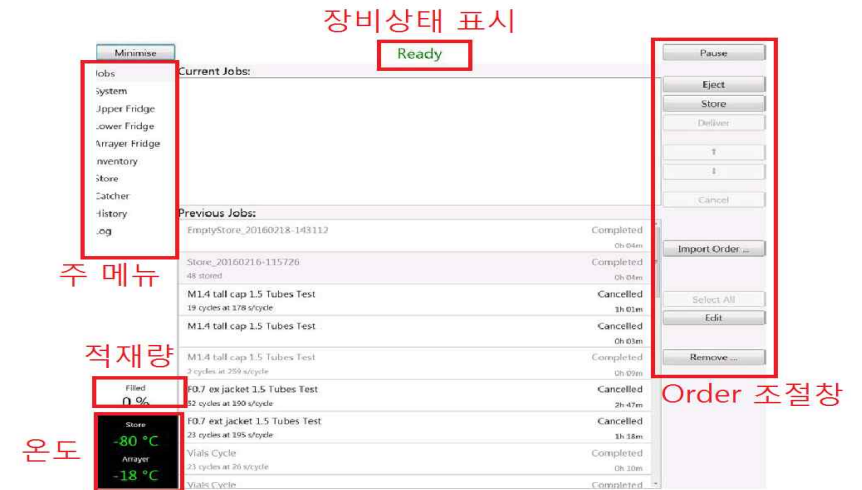 장비상태 표시
Minimise
Ready
Pause
Jobs
System
Upper Fridge
Lower Fridge
Arrayer Fridge
Inventory
Store
Catcher
History
Log
주 메뉴
Current Jobs:
Eject
Store
Deliver
↑
↓
Cancel
Import Order ...
Select All
Edit
Remove ...
Order 조절창
Previous Jobs:
EmptyStore_20160218-143112
Completed
0h 04m
Store_20160216-115726
Completed
48 stored
0h 04m
M1.4 tall cap 1.5 Tubes Test
Cancelled
19 cycles at 178 s/cycle
1h 01m
M1.4 tall cap 1.5 Tubes Test
Cancelled
0h 03m
M1.4 tall cap 1.5 Tubes Test
Completed
2 cycles at 259 s/cycle
0h 09m
F0.7 ex jacket 1.5 Tubes Test
Cancelled
52 cycles at 190 s/cycle
2h 47m
F0.7 ext jacket 1.5 Tubes Test
Cancelled
23 cycles at 195 s/cycle
1h 18m
Vials Cycle
Completed
23 cycles at 26 s/cycle
0h 10m
Vials Cycle
Completed
적재량
Filled
0 %
온도
Store
-80 °C
Arrayer
-18 °C